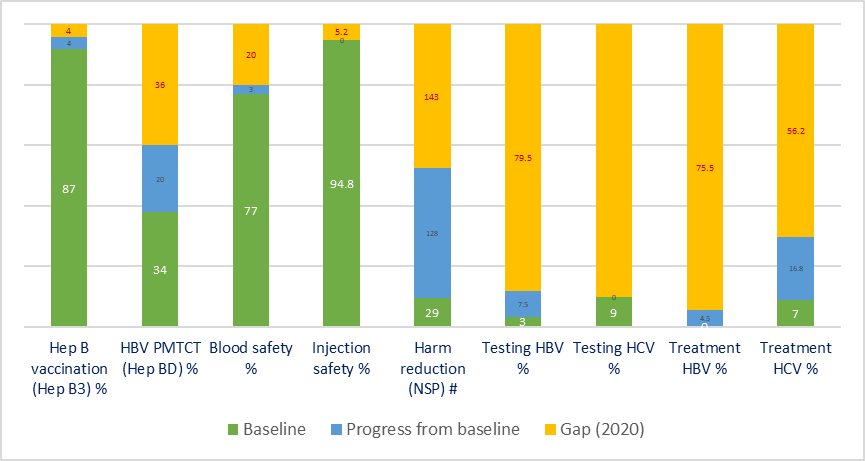 4
4
87
36
20
34
20
3
77
5.2
0
94.8
143
128
29
79.5
7.5
3
0
9
75.5
4.5
0
56.2
16.8
7
Hep B
vaccination
(Hep B3) %
HBV PMTCT
(Hep BD) %
Blood safety
%
Injection
safety %
Harm
reduction
(NSP) #
Testing HBV
%
Testing HCV
%
Treatment
HBV %
Treatment
HCV %
Baseline
Progress from baseline
Gap (2020)